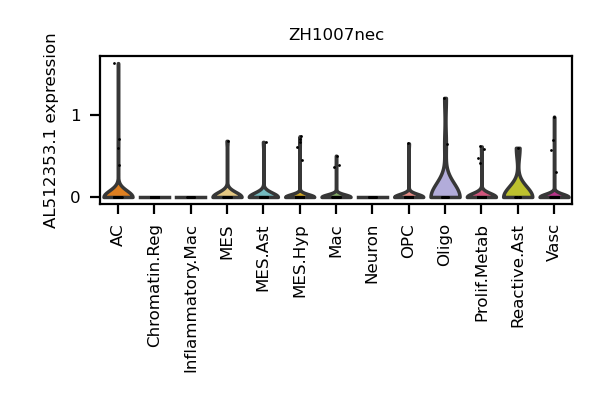 ZH1007nec
AL512353.1 expression
1
0
AC
Chromatin.Reg
Inflammatory.Mac
MES
MES.Ast
MES.Hyp
Mac
Neuron
OPC
Oligo
Prolif.Metab
Reactive.Ast
Vasc